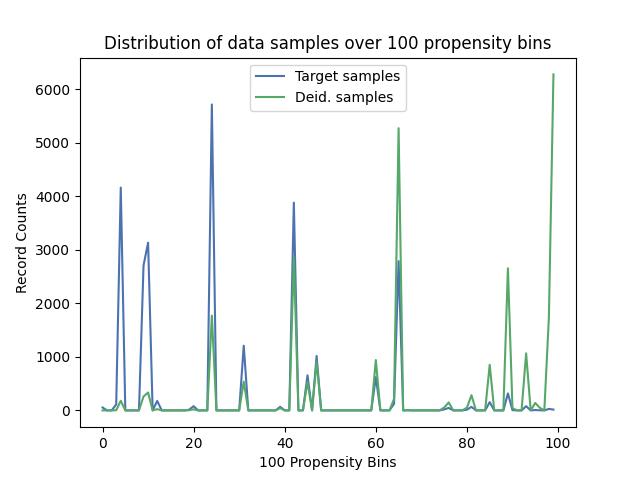 Distribution of data samples over 100 propensity bins
Target samples
Deid. samples
6000
5000
4000
3000
2000
1000
0
Record Counts
0 20 40 60 80 100
100 Propensity Bins